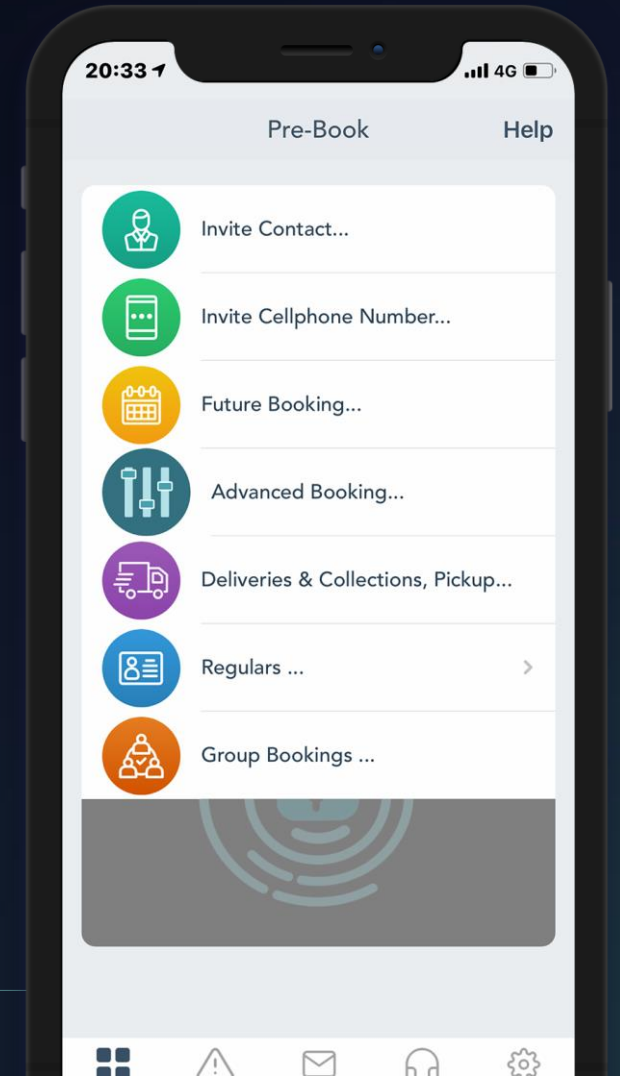 20:33 4G
Pre-Book Help
Invite Contact...
Invite Cellphone Number...
Future Booking...
Advanced Booking...
Deliveries & Collections, Pickup...
Regulars ...
Group Bookings ...